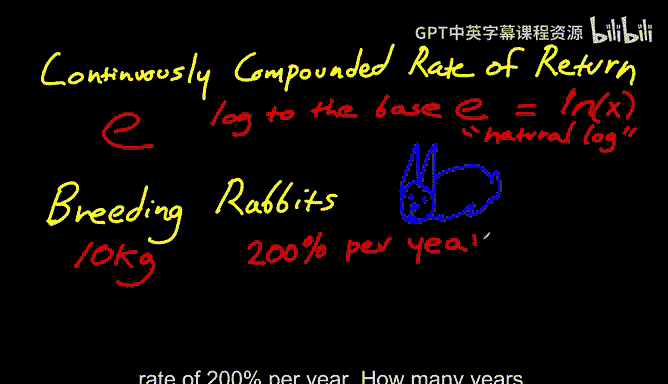 GPT中英字幕课程资源 bilibili
Continuously Compounded Rate of Return
e log to the base e = ln(x)
"natural log"
Breeding Rabbits
10Kg 200% per year
rate of 200% per year. How many years